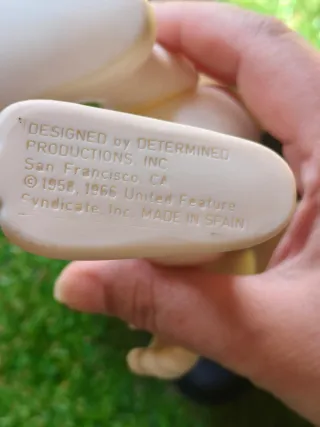 DESIGNED by DETERMINED
PRODUCTIONS, INC
San Francisco, CA
© 1958, 1966 United Feature
Syndicate, Inc. MADE IN SPAIN